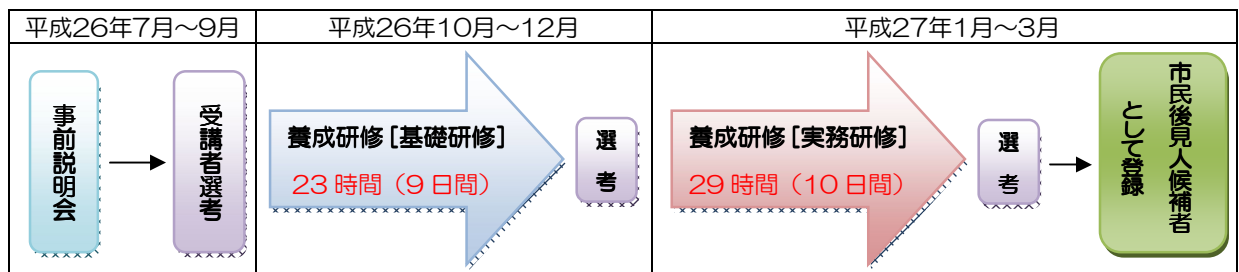 平成26年7月～9月
平成26年10月～12月
平成27年1月～3月
事前説明会
受講者選考
養成研修［基礎研修］
23時間（9日間）
選考
養成研修［実務研修］
29時間（10日間）
選考
市民後見人候補者
として登録